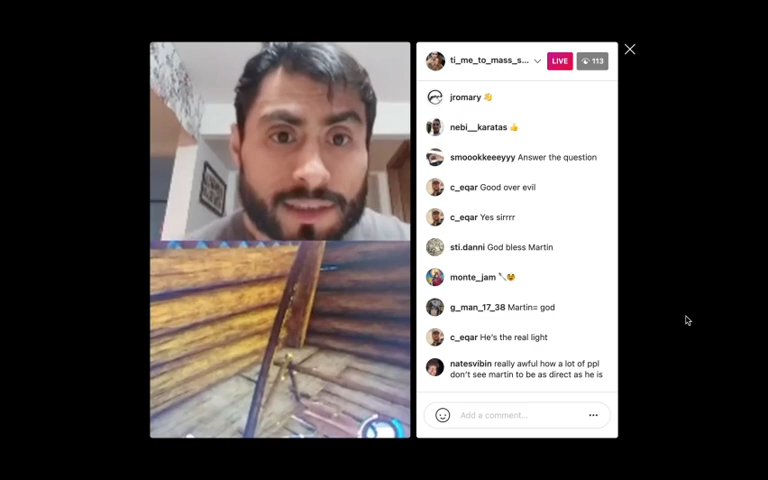 ti_me_to_mass_s... LIVE 113
jromary 👋
nebi__karatas 👍
smoookkeeeyyy Answer the question
c_eqar Good over evil
c_eqar Yes sirrrr
sti.danni God bless Martin
monte_jam
g_man_17_38 Martin= god
c_eqar He's the real light
natesvibin really awful how a lot of ppl
don't see martin to be as direct as he is
Add a comment...